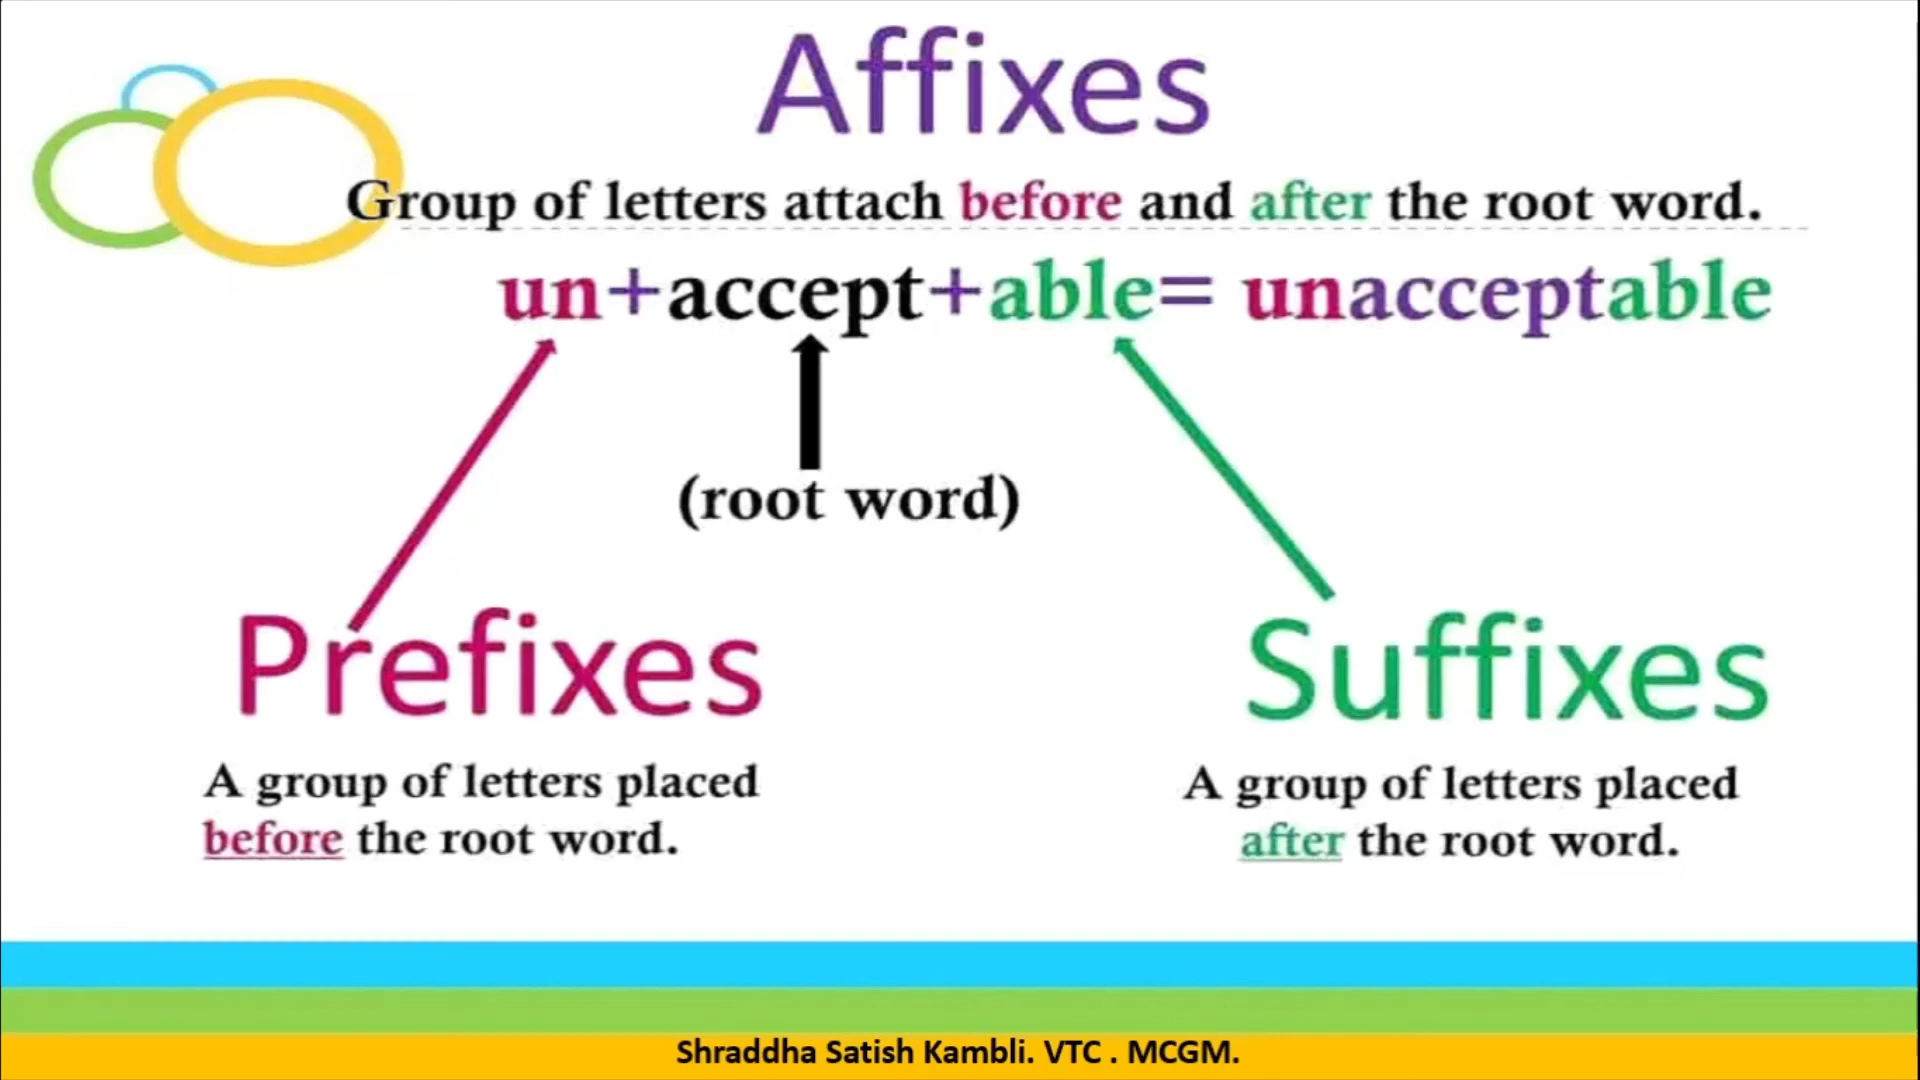 Affixes
Group of letters attach before and after the root word.
un+accept+able= unacceptable
(root word)
Prefixes
A group of letters placed
before the root word.
Suffixes
A group of letters placed
after the root word.
Shraddha Satish Kambli. VTC . MCGM.